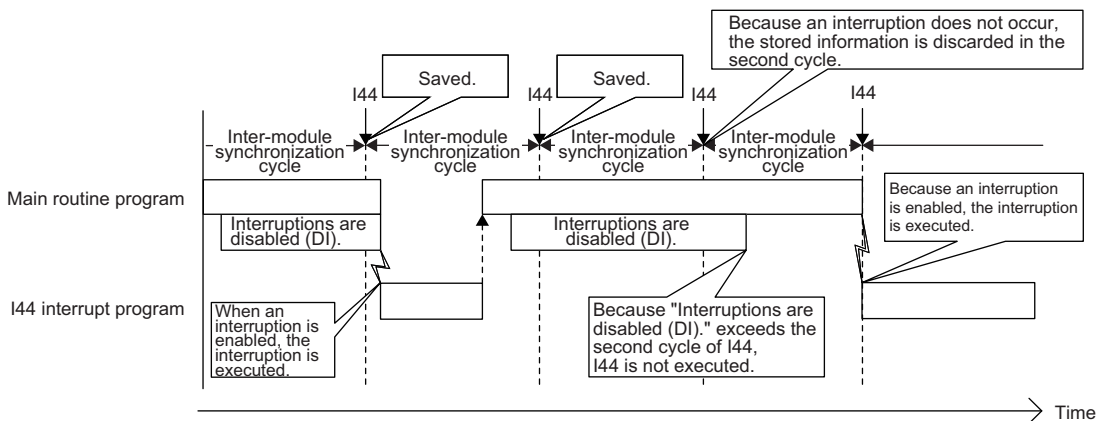 Because an interruption does not occur,
the stored information is discarded in the
second cycle.
Saved.
Saved.
I44
I44
I44
I44
Inter-module
synchronization
cycle
Inter-module
synchronization
cycle
Inter-module
synchronization
cycle
Inter-module
synchronization
cycle
Main routine program
Interruptions are
disabled (DI).
Interruptions are
disabled (DI).
Because an interruption
is enabled, the interruption
is executed.
I44 interrupt program
When an
interruption is
enabled, the
interruption is
executed.
Because "Interruptions are
disabled (DI)." exceeds the
second cycle of I44,
I44 is not executed.
Time